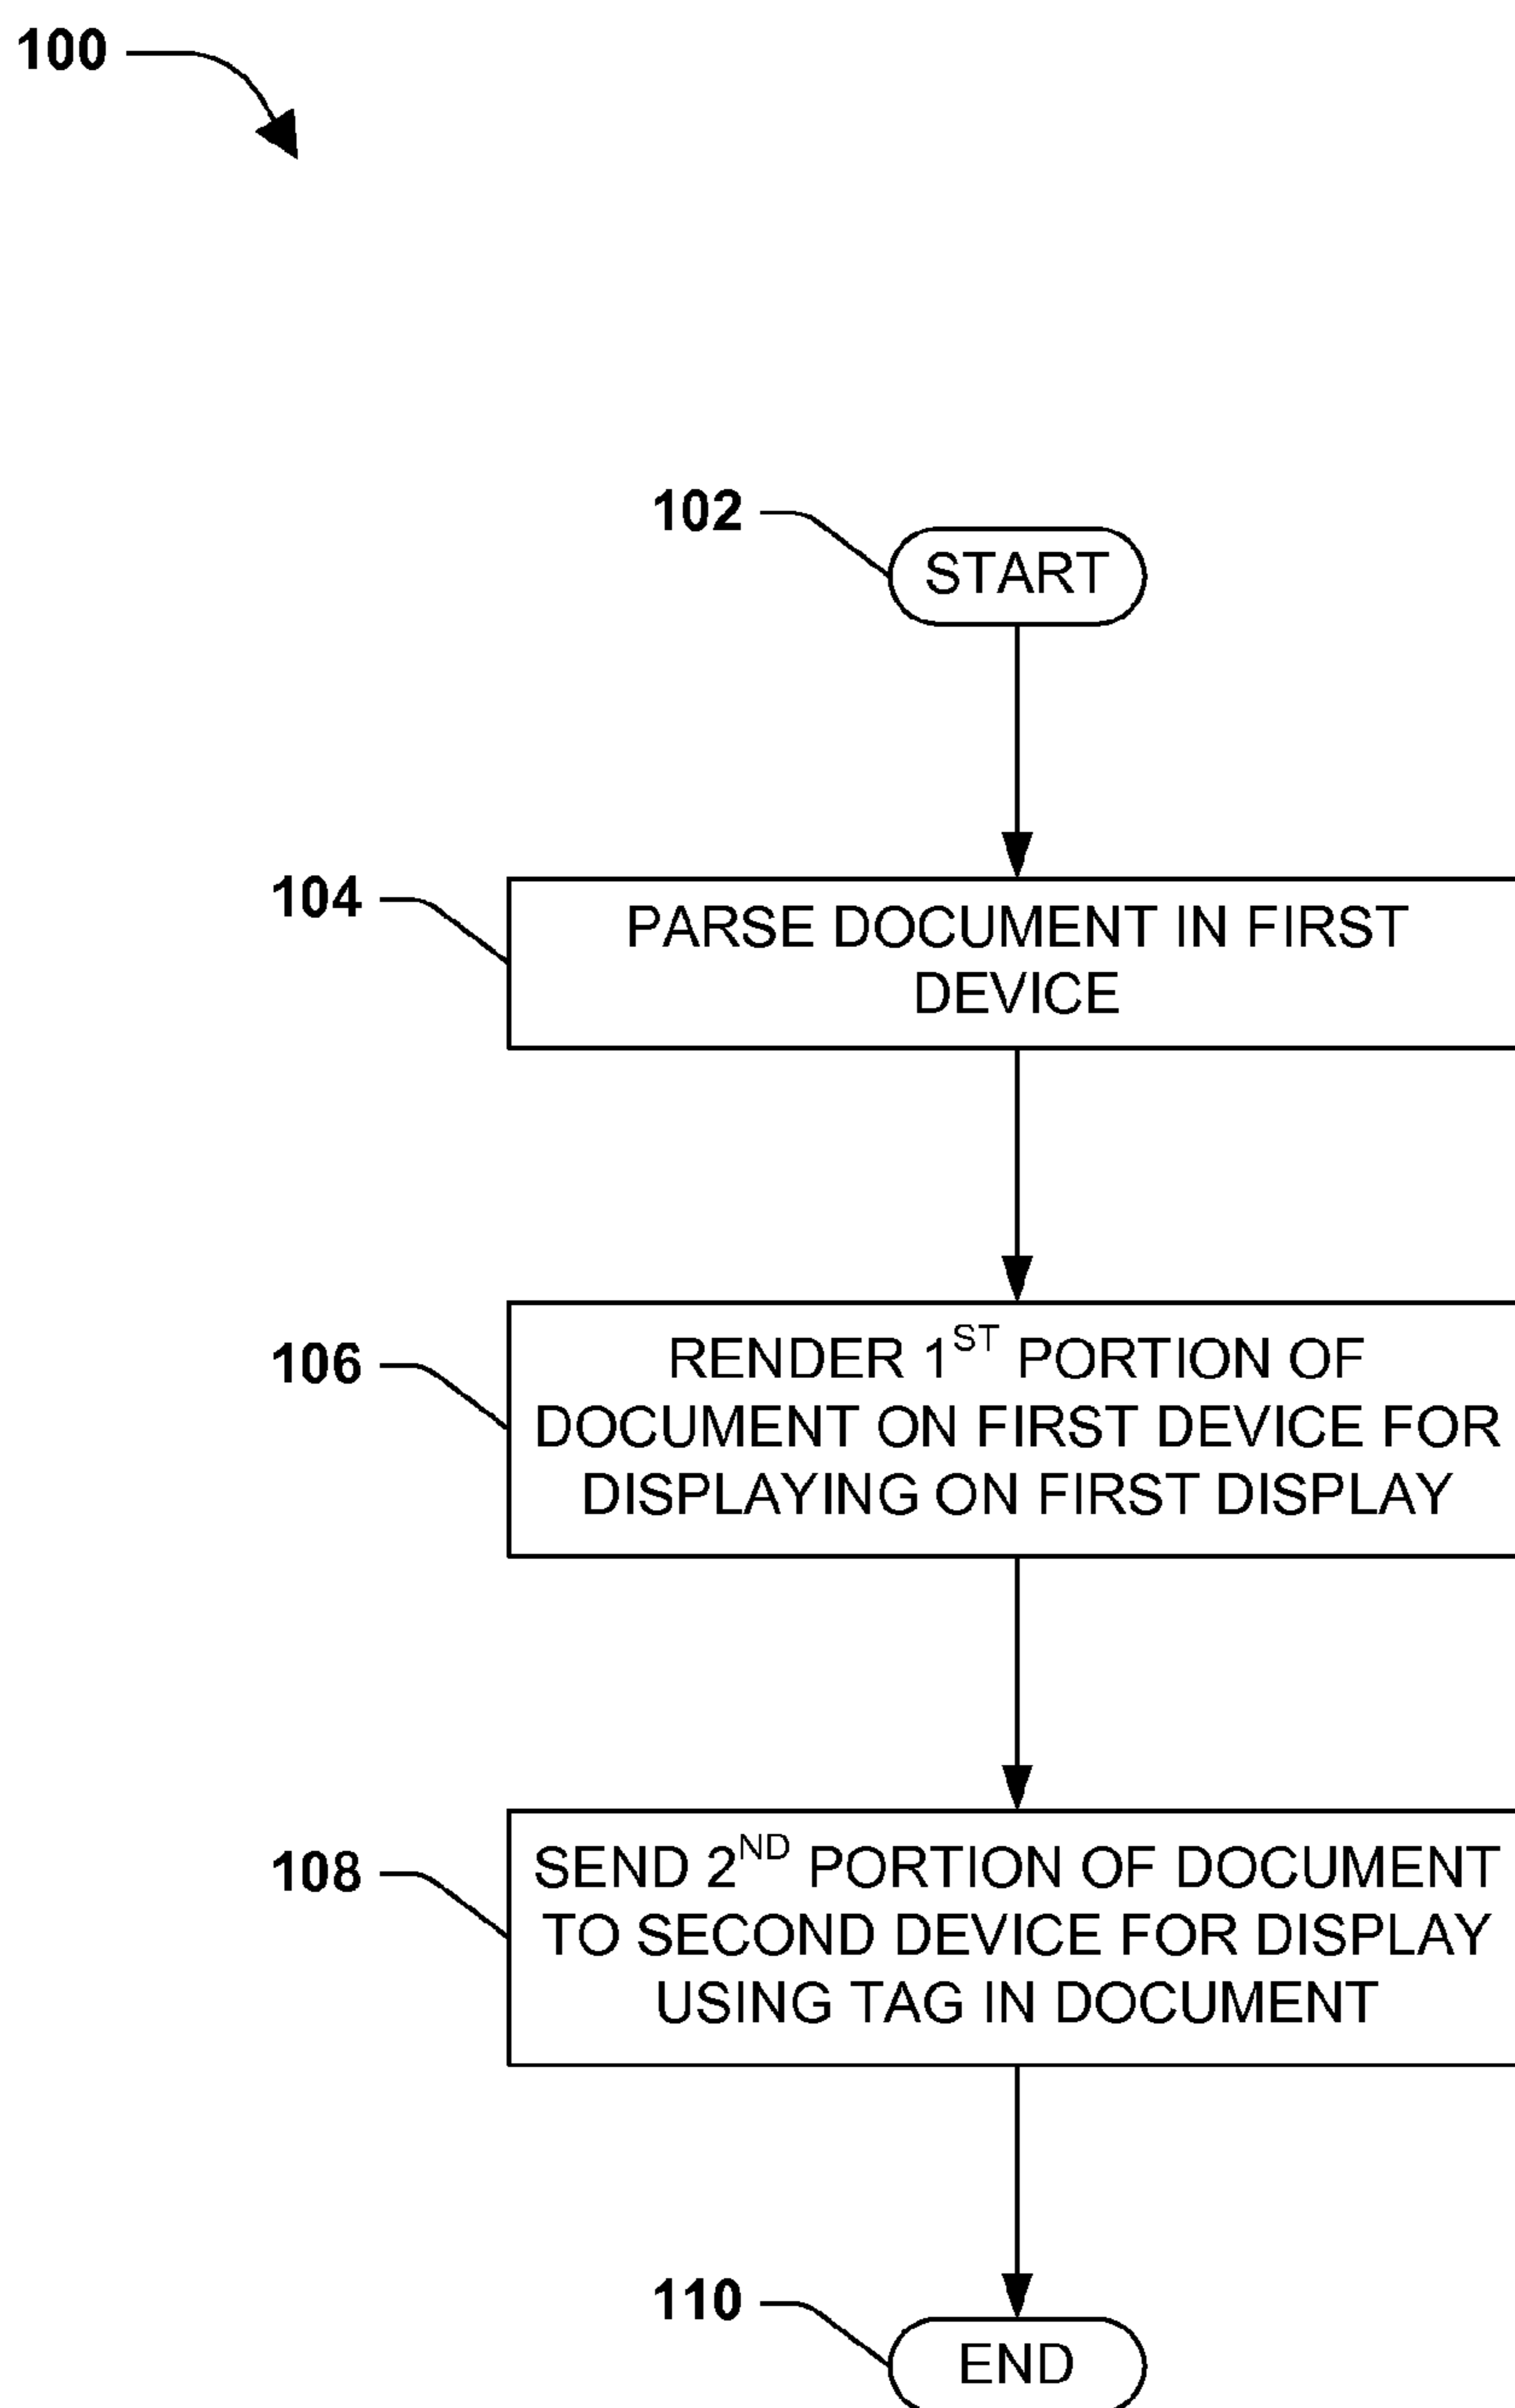 100
102
START
104
PARSE DOCUMENT IN FIRST
DEVICE
106
RENDER 1ST PORTION OF
DOCUMENT ON FIRST DEVICE FOR
DISPLAYING ON FIRST DISPLAY
108
SEND 2ND PORTION OF DOCUMENT
TO SECOND DEVICE FOR DISPLAY
USING TAG IN DOCUMENT
110
END